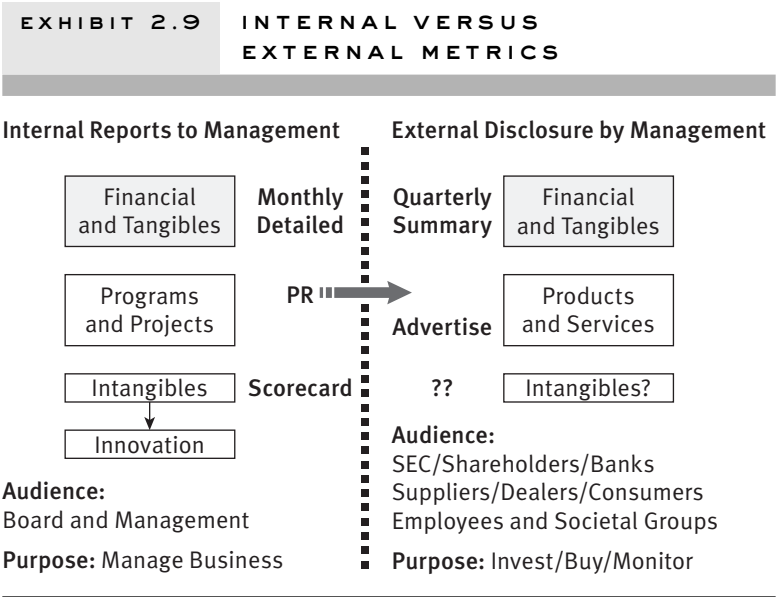 EXHIBIT 2.9
INTERNAL VERSUS
EXTERNAL METRICS
Internal Reports to Management
Financial
and Tangibles
Monthly
Detailed
Programs
and Projects
PR
Intangibles
Scorecard
Innovation
Audience:
Board and Management
Purpose: Manage Business
External Disclosure by Management
Quarterly
Summary
Financial
and Tangibles
Advertise
Products
and Services
??
Intangibles?
Audience:
SEC/Shareholders/Banks
Suppliers/Dealers/Consumers
Employees and Societal Groups
Purpose: Invest/Buy/Monitor